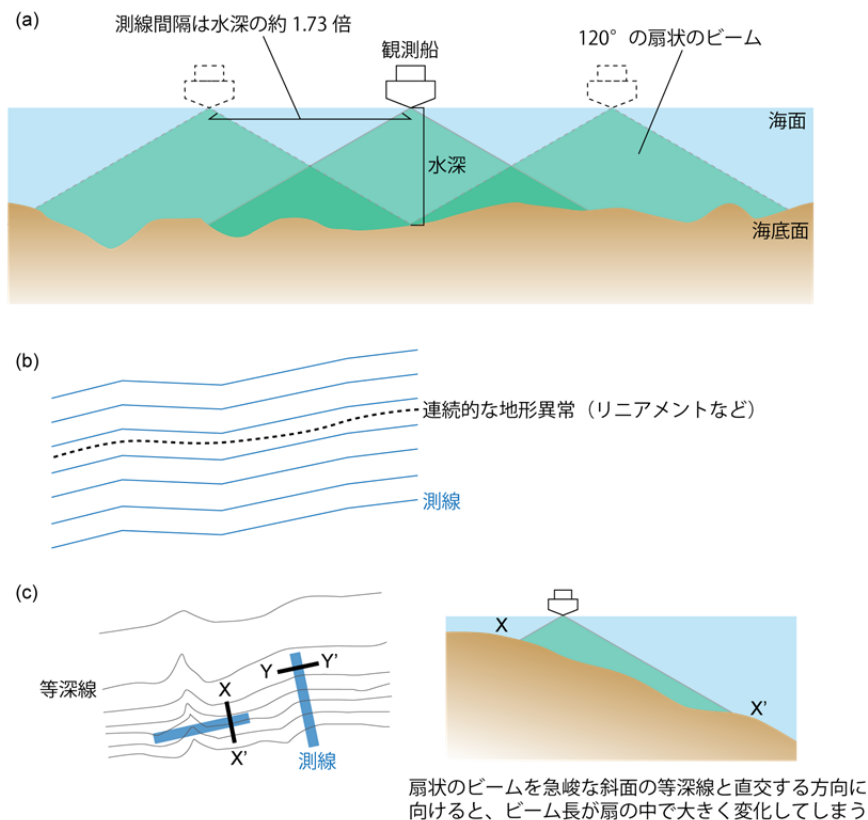 (a)
測線間隔は水深の約 1.73 倍
観測船
120°の扇状のビーム
海面
水深
海底面
(b)
連続的な地形異常（リニアメントなど）
測線
(c)
等深線
X
X'
Y
Y'
測線
X
X'
扇状のビームを急峻な斜面の等深線と直交する方向に
向けると、ビーム長が扇の中で大きく変化してしまう